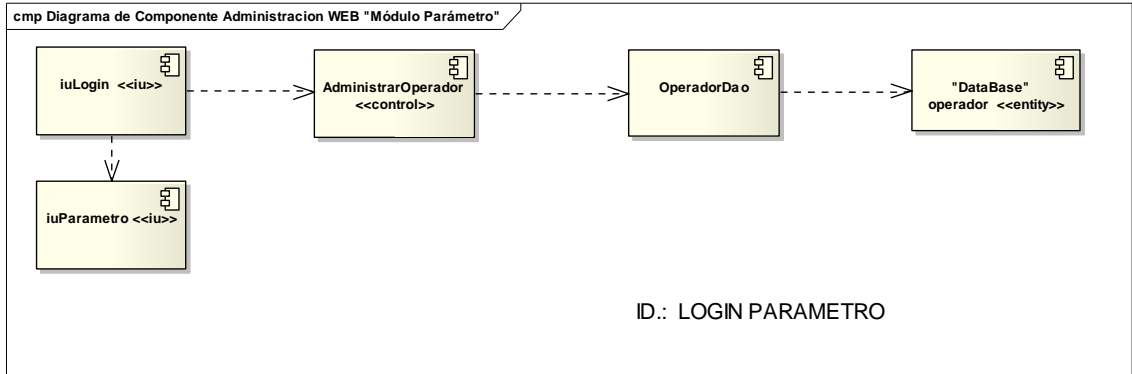 cmp Diagrama de Componente Administracion WEB "Módulo Parámetro"
iuLogin <<iu>>
AdministrarOperador
<<control>>
OperadorDao
"DataBase"
operador <<entity>>
iuParametro <<iu>>
ID.: LOGIN PARAMETRO